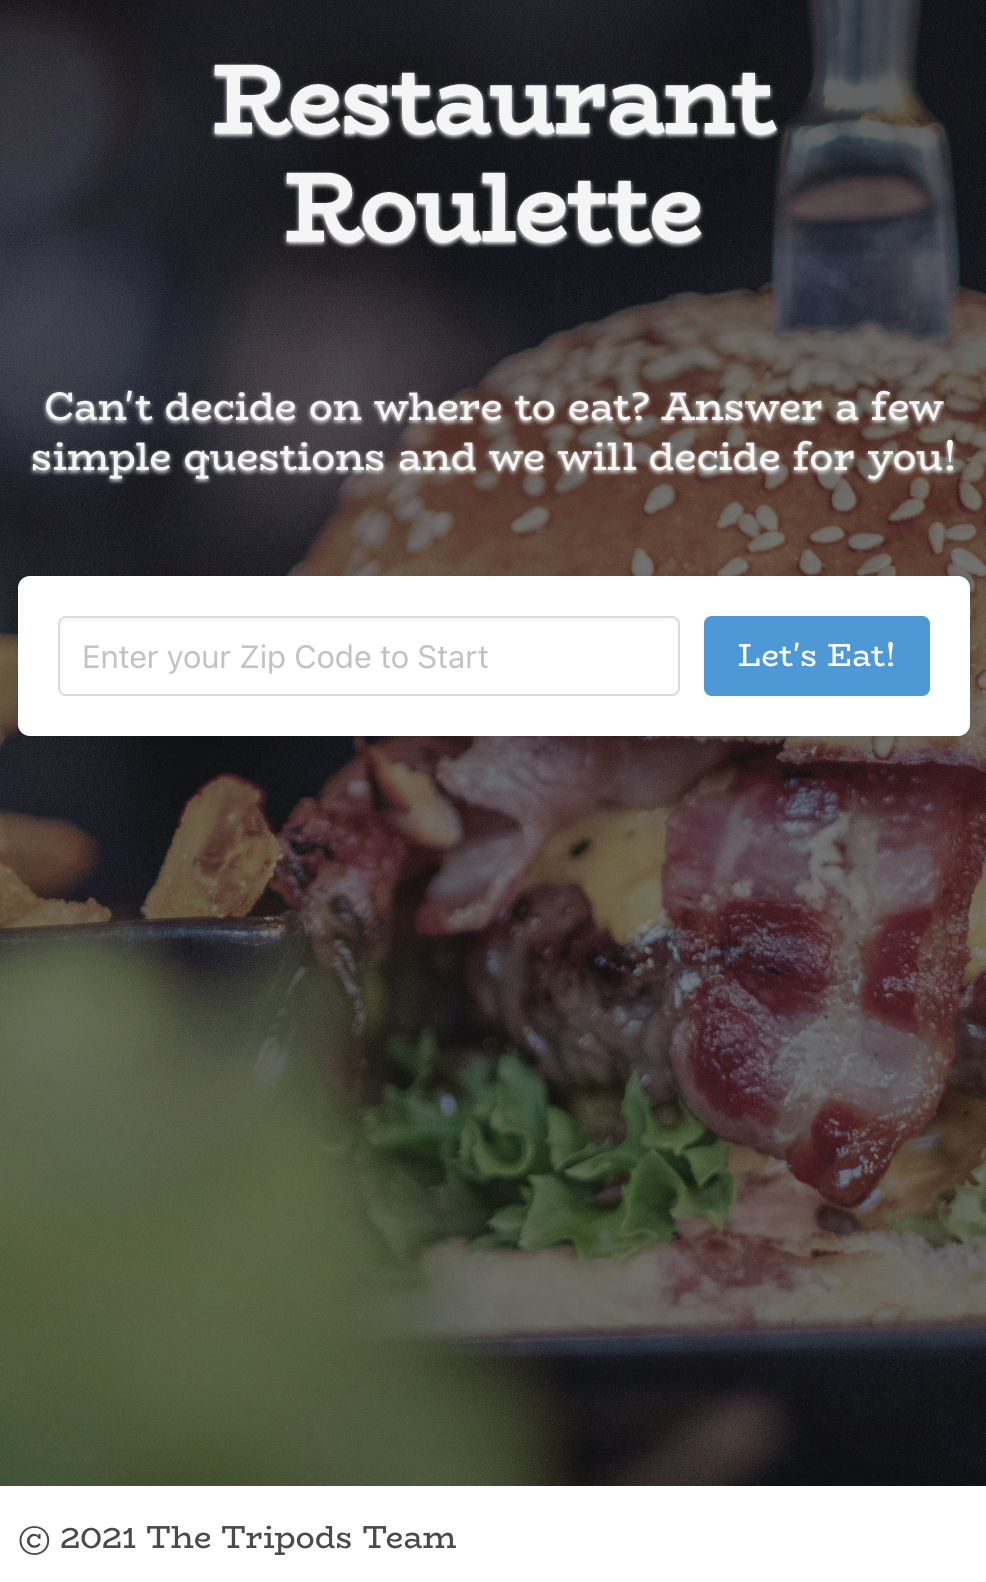 Restaurant
Roulette
Can't decide on where to eat? Answer a few
simple questions and we will decide for you!
Enter your Zip Code to Start
Let's Eat!
© 2021 The Tripods Team